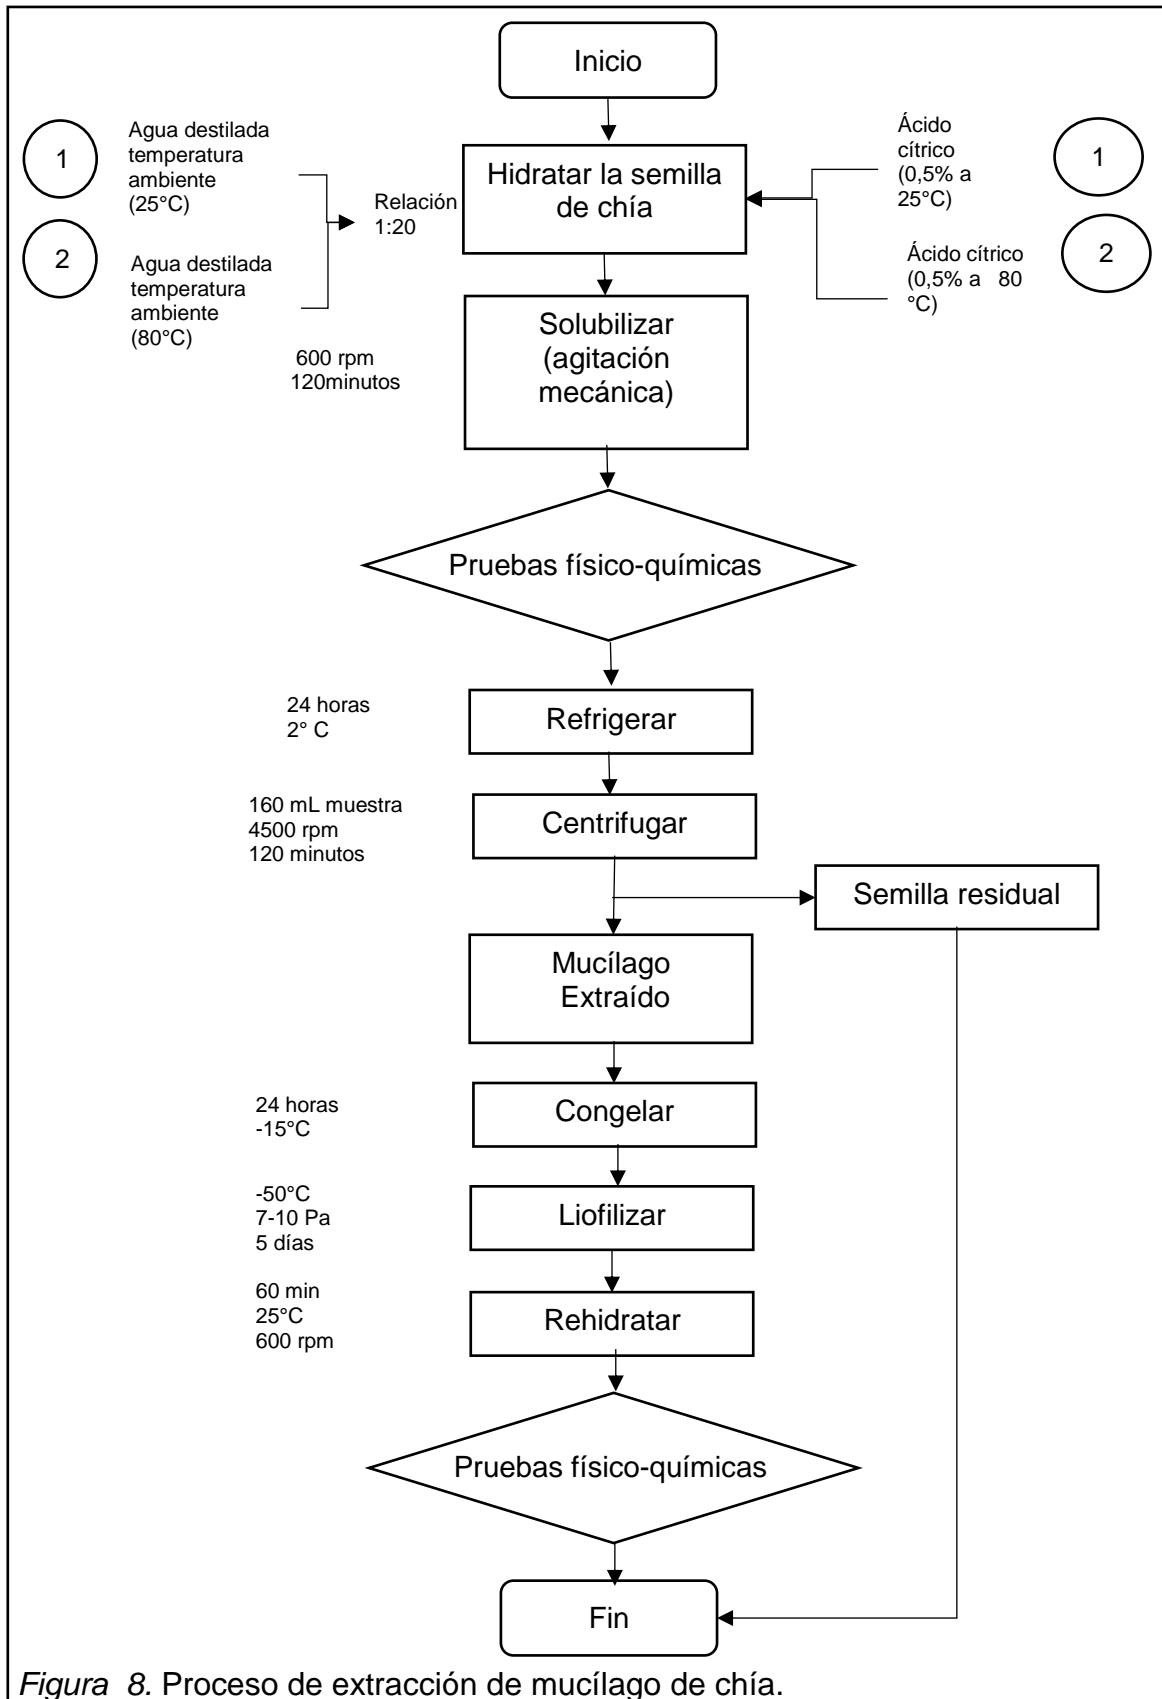 Inicio
1
Agua destilada
temperatura
ambiente
(25°C)
2
Agua destilada
temperatura
ambiente
(80°C)
Relación
1:20
Hidratar la semilla
de chía
Ácido
cítrico
(0,5% a
25°C)
1
Ácido cítrico
(0,5% a 80
°C)
2
600 rpm
120minutos
Solubilizar
(agitación
mecánica)
Pruebas físico-químicas
24 horas
2° C
Refrigerar
160 mL muestra
4500 rpm
120 minutos
Centrifugar
Semilla residual
Mucílago
Extraído
24 horas
-15°C
Congelar
-50°C
7-10 Pa
5 días
Liofilizar
60 min
25°C
600 rpm
Rehidratar
Pruebas físico-químicas
Fin
Figura 8. Proceso de extracción de mucílago de chía.